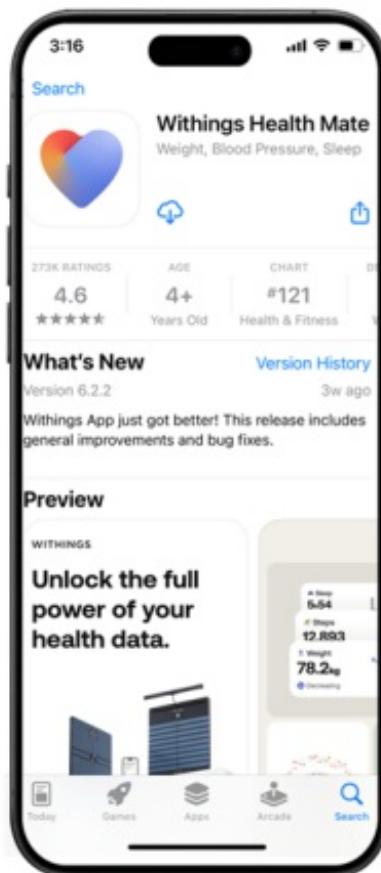 3:16
Search
Withings Health Mate
Weight, Blood Pressure, Sleep
273K RATINGS
AGE
CHART
4.6
4+
#121
Years Old
Health & Fitness
What's New
Version History
Version 6.2.2
3w ago
Withings App just got better! This release includes
general improvements and bug fixes.
Preview
WITHINGS
Unlock the full
power of your
health data.
Sleep
5h54
Steps
12,893
Weight
78.2kg
Decreasing
Today
Games
Apps
Arcade
Search